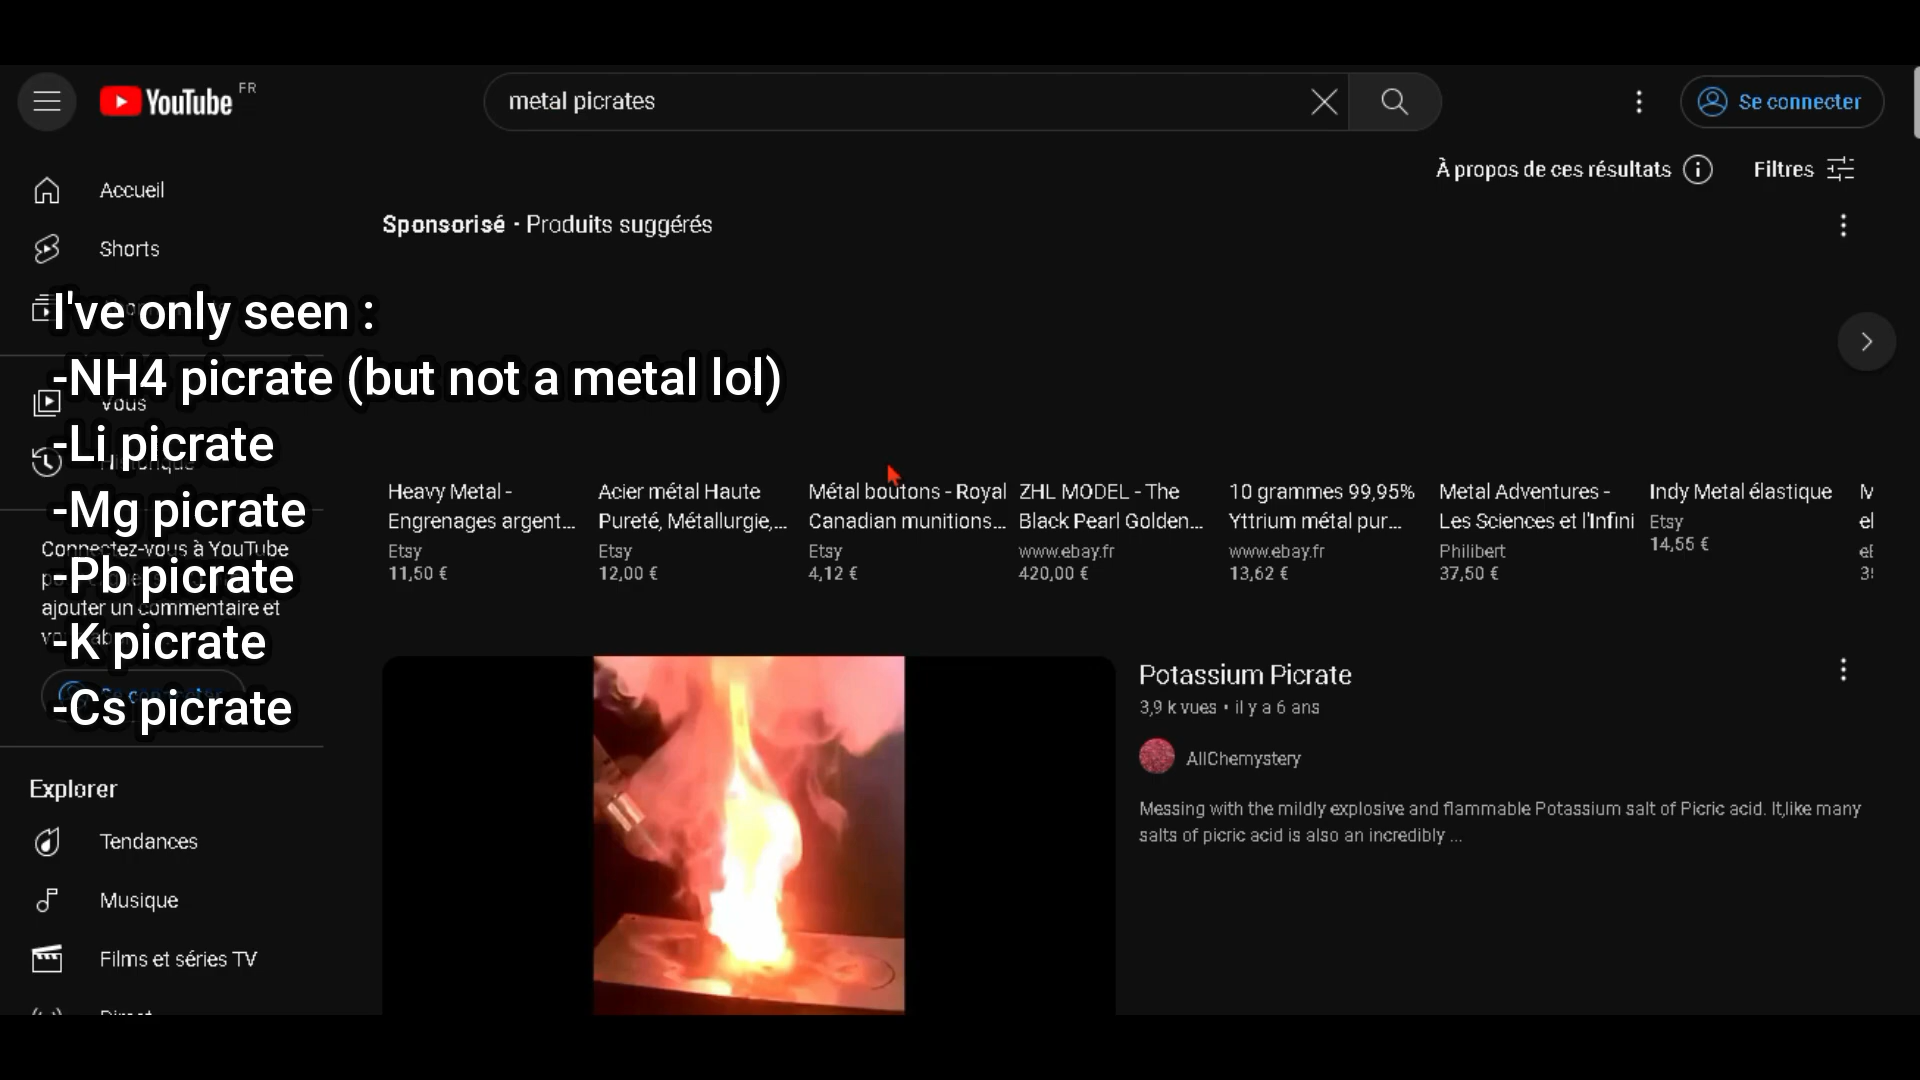 YouTube FR
metal picrates
Se connecter
À propos de ces résultats
Filtres
Accueil
Sponsorisé · Produits suggérés
Shorts
I've only seen :
-NH4 picrate (but not a metal lol)
Vous
-Li picrate
Historique
-Mg picrate
Connectez-vous à YouTube
-Pb picrate
ajouter un commentaire et
-K picrate
Se connecter
-Cs picrate
Heavy Metal -
Engrenages argent...
Etsy
11,50 €
Acier métal Haute
Pureté, Métallurgie,...
Etsy
12,00 €
Métal boutons - Royal
Canadian munitions...
Etsy
4,12 €
ZHL MODEL - The
Black Pearl Golden...
www.ebay.fr
420,00 €
10 grammes 99,95%
Yttrium métal pur...
www.ebay.fr
13,62 €
Metal Adventures -
Les Sciences et l'Infini
Philibert
37,50 €
Indy Metal élastique
Etsy
14,55 €
Potassium Picrate
3,9 k vues • il y a 6 ans
AllChemystery
Messing with the mildly explosive and flammable Potassium salt of Picric acid. It,like many
salts of picric acid is also an incredibly ...
Explorer
Tendances
Musique
Films et séries TV